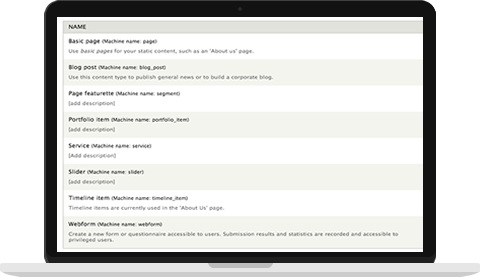 NAME
Basic page (Machine name: page)
Use Basic pages for your static content, such as an 'About us' page.
Blog post (Machine name: blog_post)
Use this content type to publish general news or to build a corporate blog.
Page featurette (Machine name: segment)
[add description]
Portfolio item (Machine name: portfolio_item)
[add description]
Service (Machine name: service)
[Add description]
Slider (Machine name: slider)
[add description]
Timeline item (Machine name: timeline_item)
Timeline items are currently used in the 'About Us' page.
Webform (Machine name: webform)
Create a new form or questionnaire accessible to users. Submission results and statistics are recorded and accessible to
privileged users.